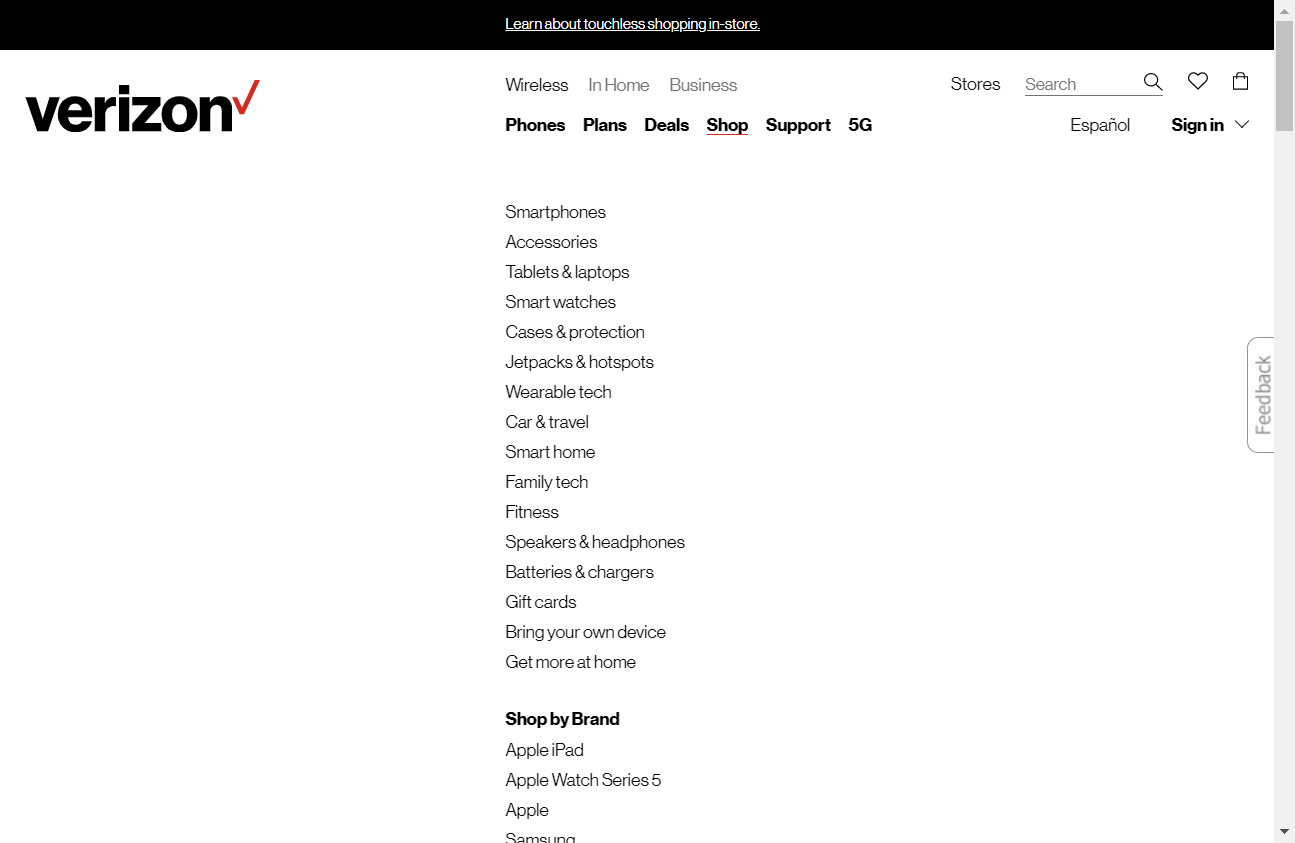 Learn about touchless shopping in-store.
verizon
Wireless In Home Business
Stores Search
Phones Plans Deals Shop Support 5G
Español Sign in
Smartphones
Accessories
Tablets & laptops
Smart watches
Cases & protection
Jetpacks & hotspots
Wearable tech
Car & travel
Smart home
Family tech
Fitness
Speakers & headphones
Batteries & chargers
Gift cards
Bring your own device
Get more at home
Shop by Brand
Apple iPad
Apple Watch Series 5
Apple
Samsung
Feedback